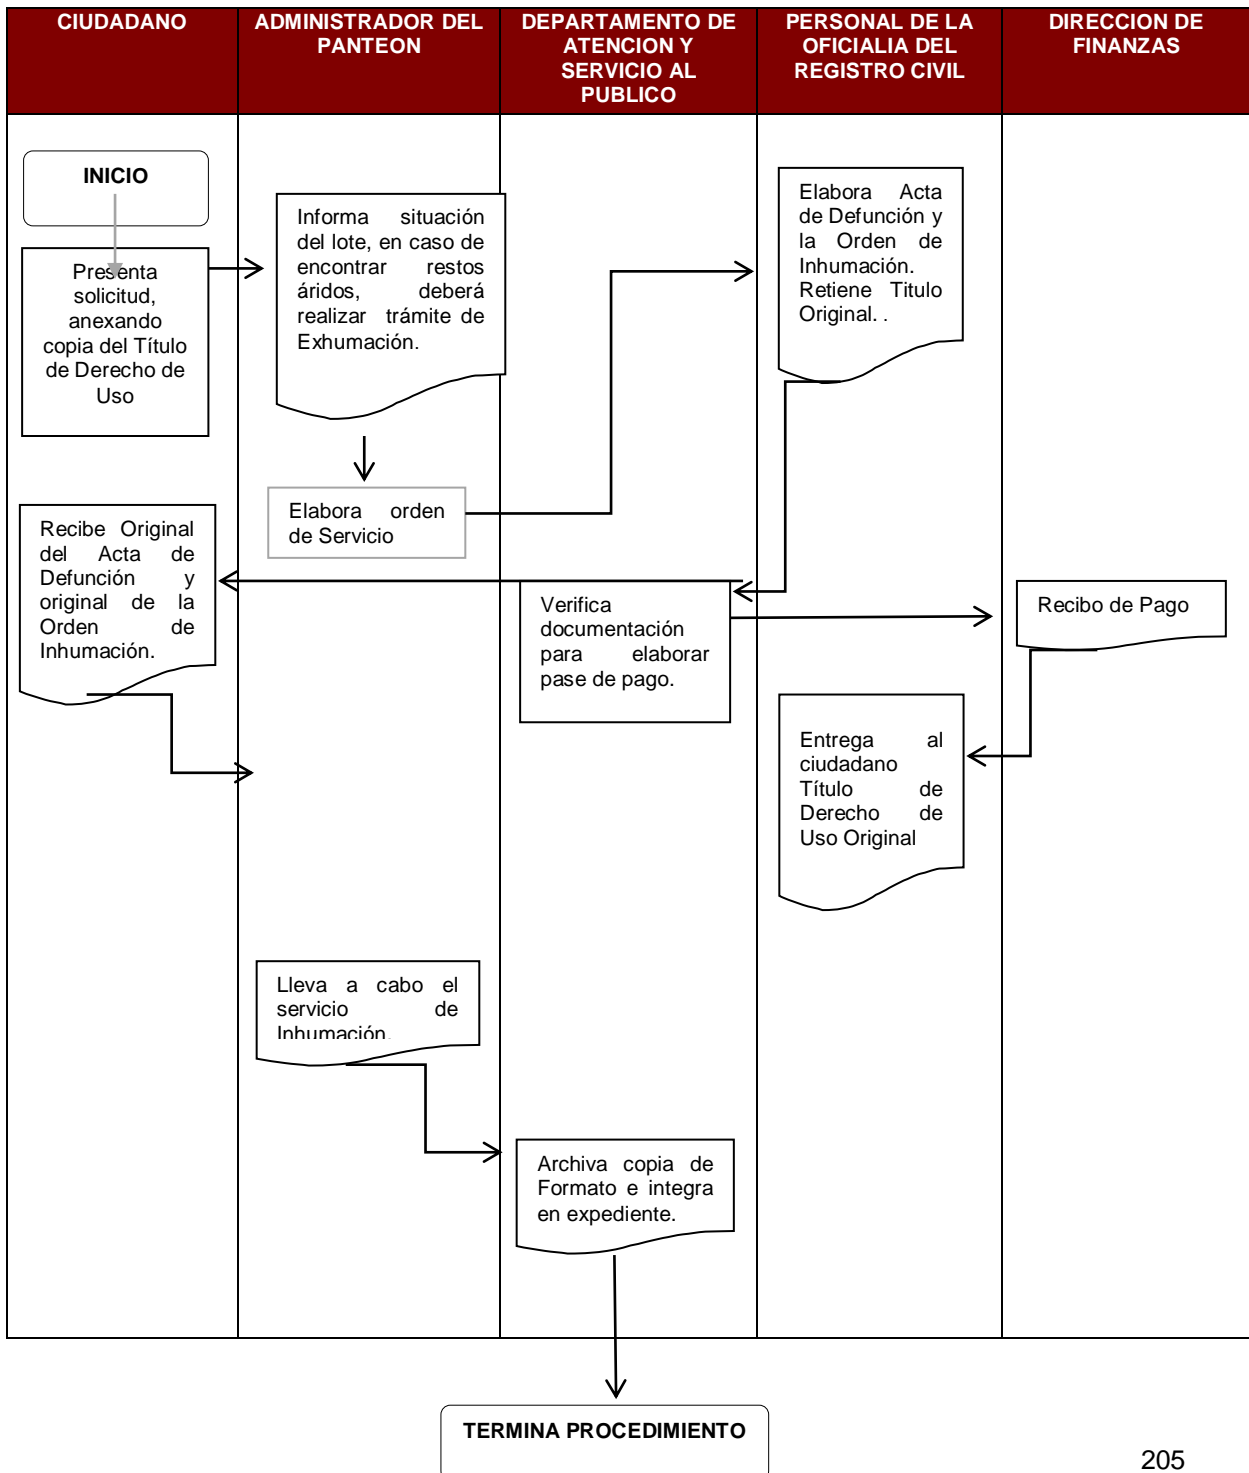 CIUDADANO
ADMINISTRADOR DEL
PANTEON
DEPARTAMENTO DE
ATENCION Y
SERVICIO AL
PUBLICO
PERSONAL DE LA
OFICIALIA DEL
REGISTRO CIVIL
DIRECCION DE
FINANZAS
INICIO
Presenta
solicitud,
anexando
copia del Título
de Derecho de
Uso
Informa situación
del lote, en caso de
encontrar restos
áridos, deberá
realizar trámite de
Exhumación.
Elabora Acta
de Defunción y
la Orden de
Inhumación.
Retiene Titulo
Original. .
Elabora orden
de Servicio
Recibe Original
del Acta de
Defunción y
original de la
Orden de
Inhumación.
Verifica
documentación
para elaborar
pase de pago.
Recibo de Pago
Entrega al
ciudadano
Título de
Derecho de
Uso Original
Lleva a cabo el
servicio de
Inhumación.
Archiva copia de
Formato e integra
en expediente.
TERMINA PROCEDIMIENTO
205